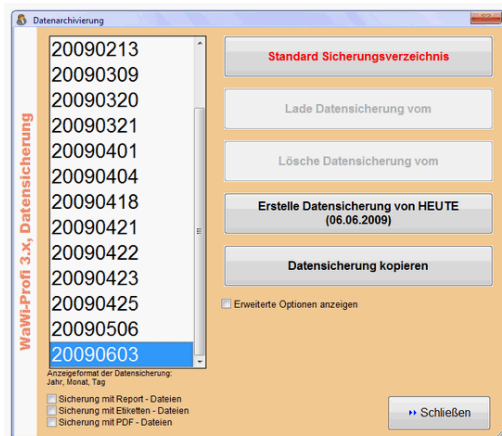 Datenarchivierung
WaWi-Profi 3.x, Datensicherung
20090213
20090309
20090320
20090321
20090401
20090404
20090418
20090421
20090422
20090423
20090425
20090506
20090603
Anzeigeformat der Datensicherung:
Jahr, Monat, Tag
Sicherung mit Report - Dateien
Sicherung mit Etiketten - Dateien
Sicherung mit PDF - Dateien
Standard Sicherungsverzeichnis
Lade Datensicherung vom
Lösche Datensicherung vom
Erstelle Datensicherung von HEUTE
(06.06.2009)
Datensicherung kopieren
Erweiterte Optionen anzeigen
Schließen